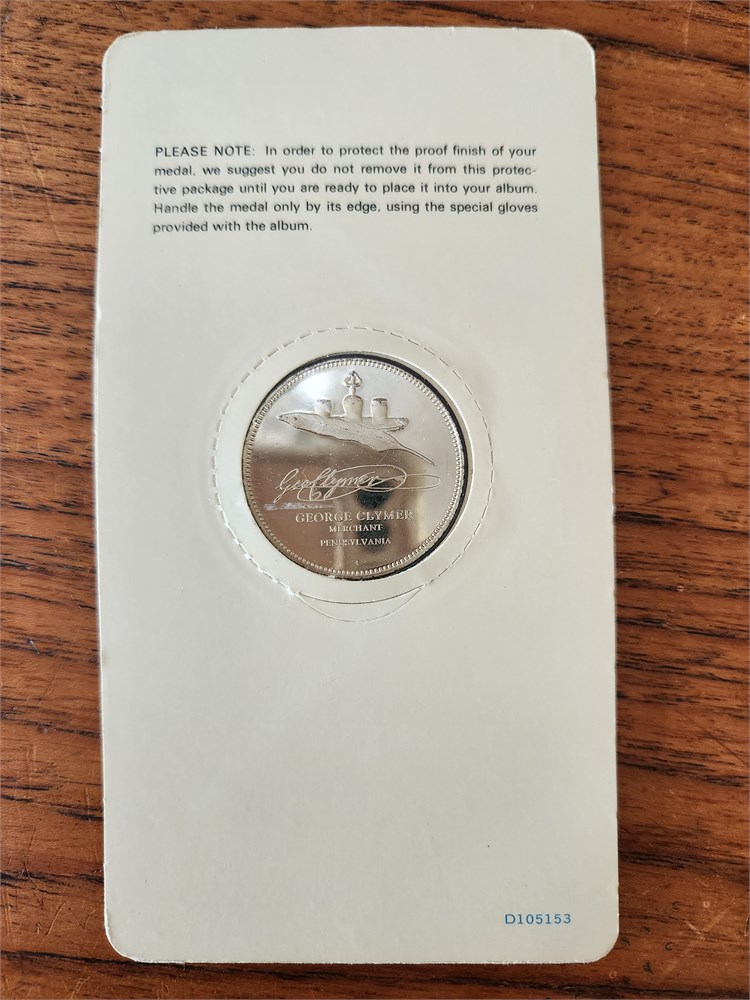 PLEASE NOTE: In order to protect the proof finish of your
medal, we suggest you do not remove it from this protec-
tive package until you are ready to place it into your album.
Handle the medal only by its edge, using the special gloves
provided with the album.
Geo Clymer
GEORGE CLYMER
MERCHANT
PENNSYLVANIA
D105153